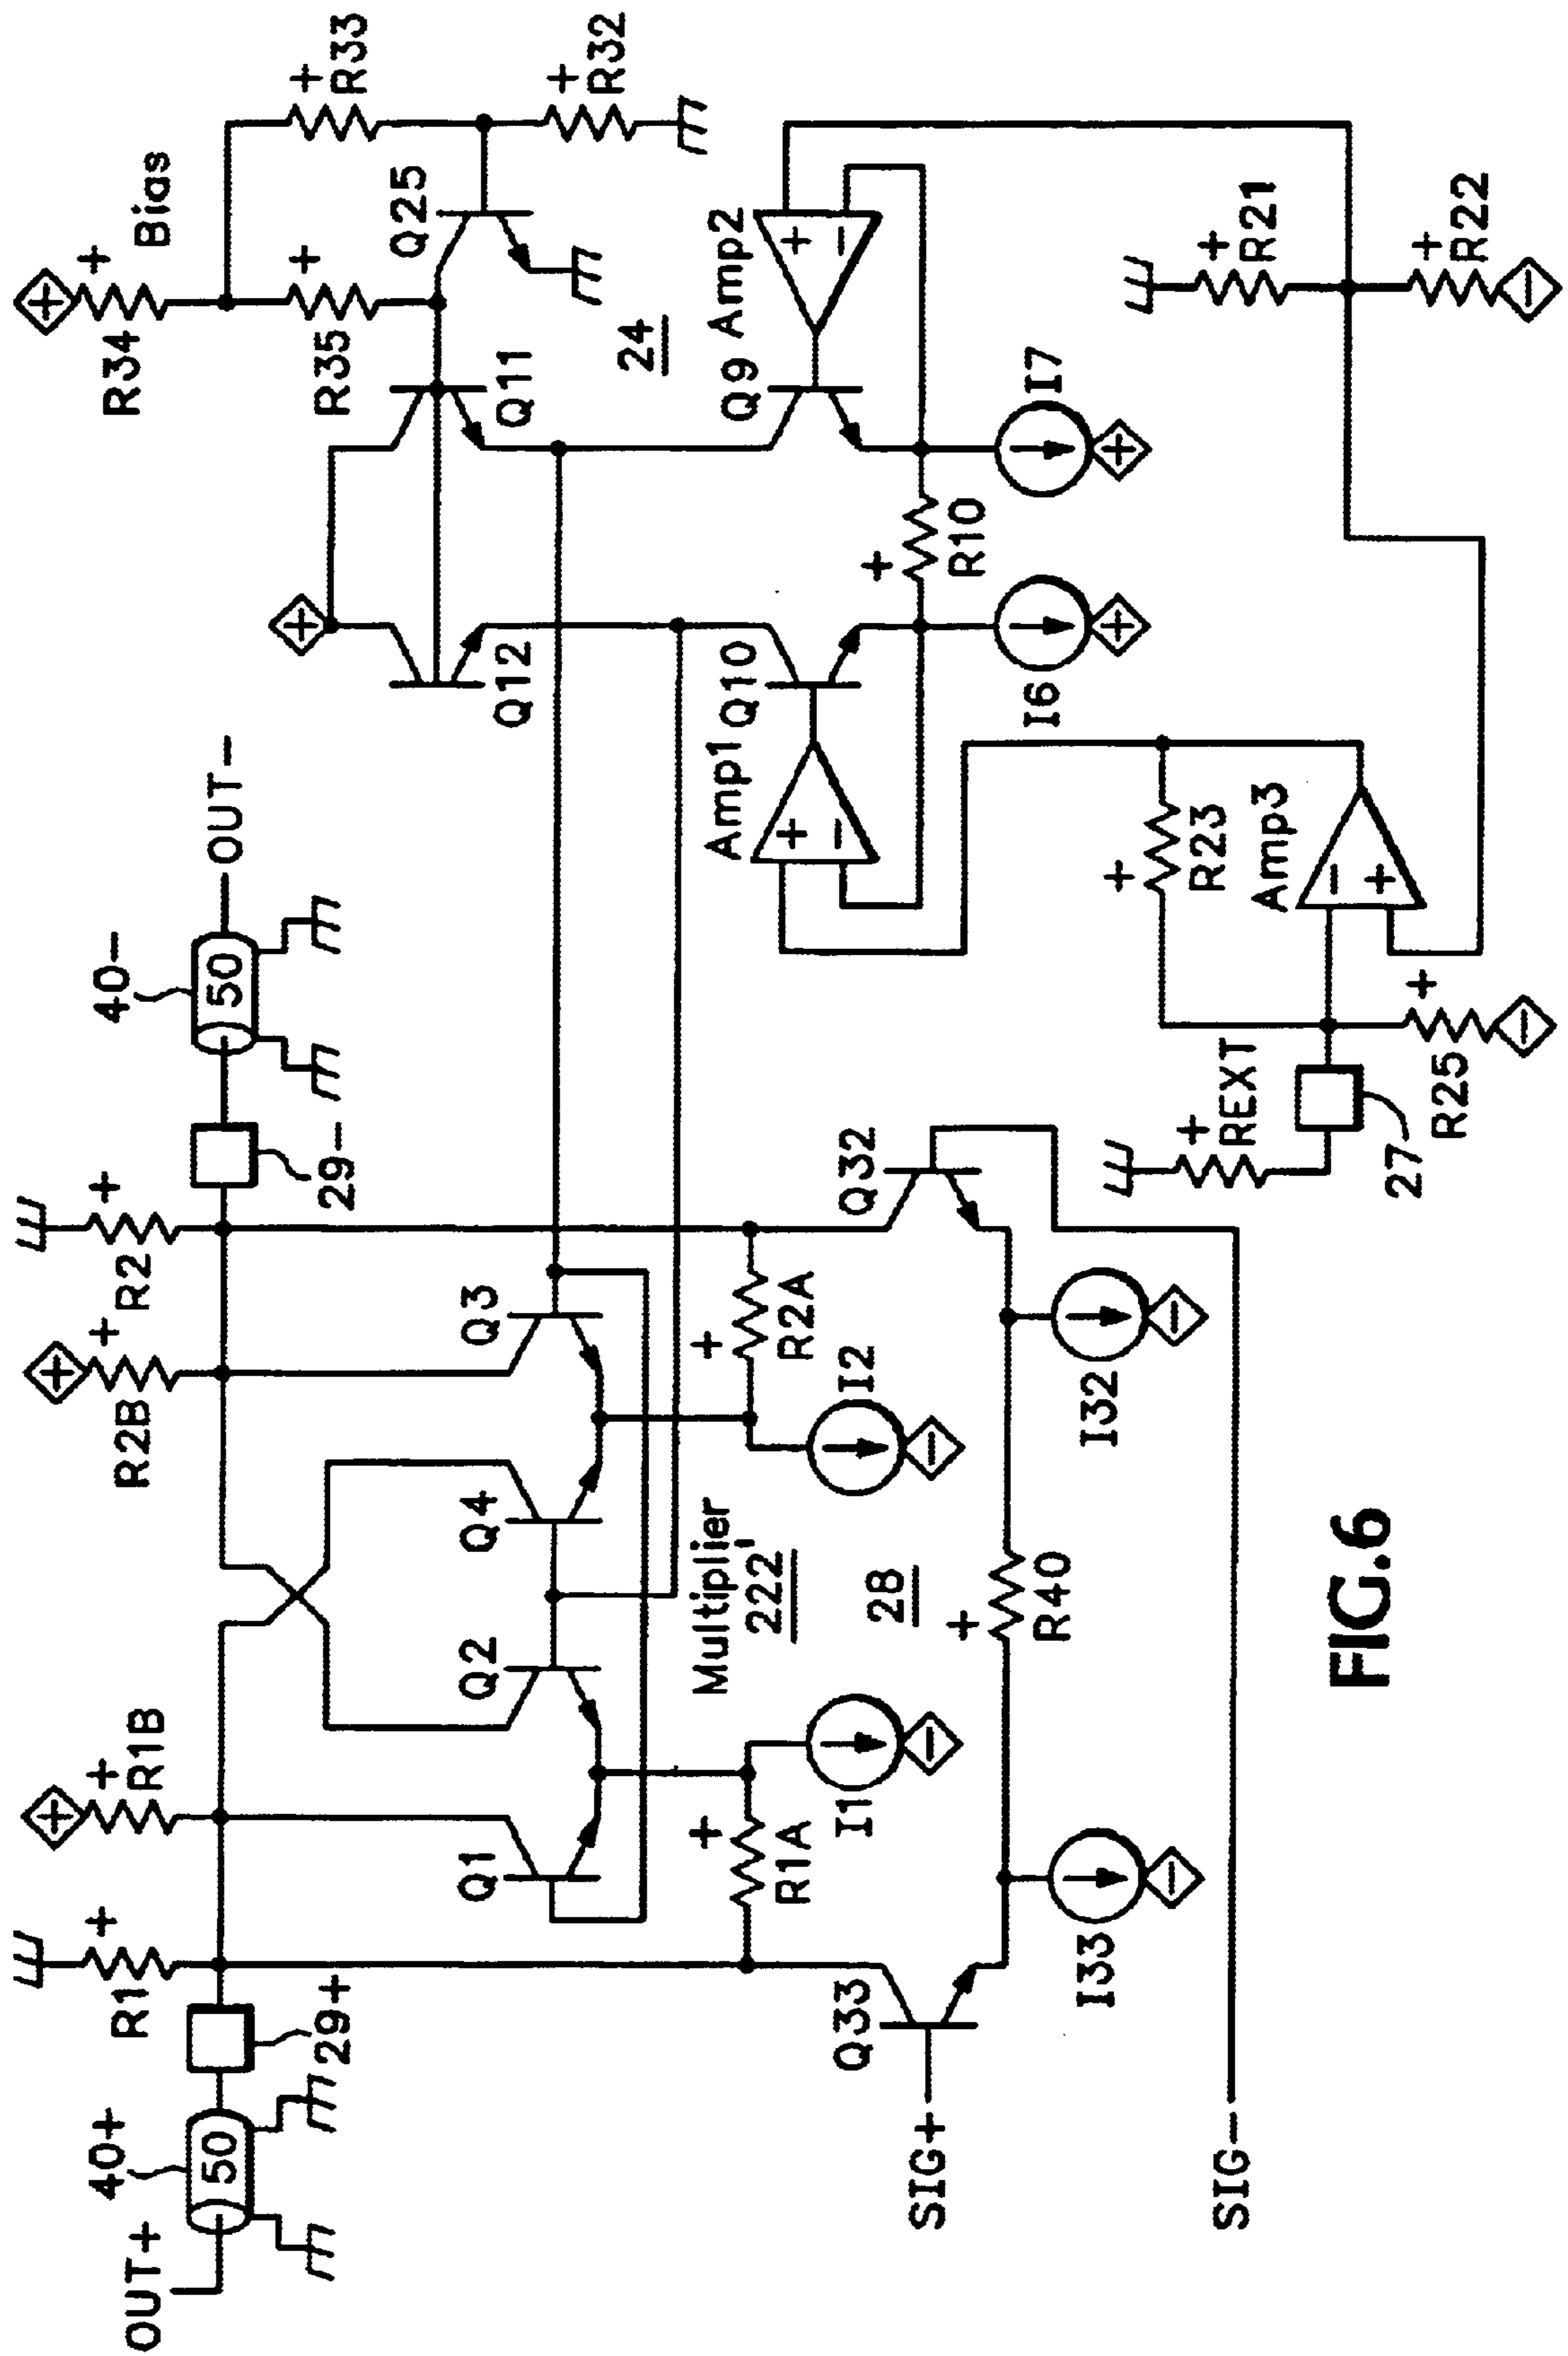 OUT+
40+
50
29+
R1
+
R1B
+
R2B
+
R2
+
29-
40-
50
OUT-
R34
+
Bias
R35
+
+
R33
Q25
+
R32
Q12
Q11
24
Q1
Q2
Q4
Q3
Multiplier
222'
+
R1A
I1
+
R2A
I2
Amp1
+
-
Q10
Q9
Amp2
+
-
+
R10
I6
I7
Q33
28
Q32
SIG+
+
R40
I33
I32
SIG-
+
REXT
27
+
R23
Amp3
-
+
R25
+
+
R21
+
R22
FIG.6